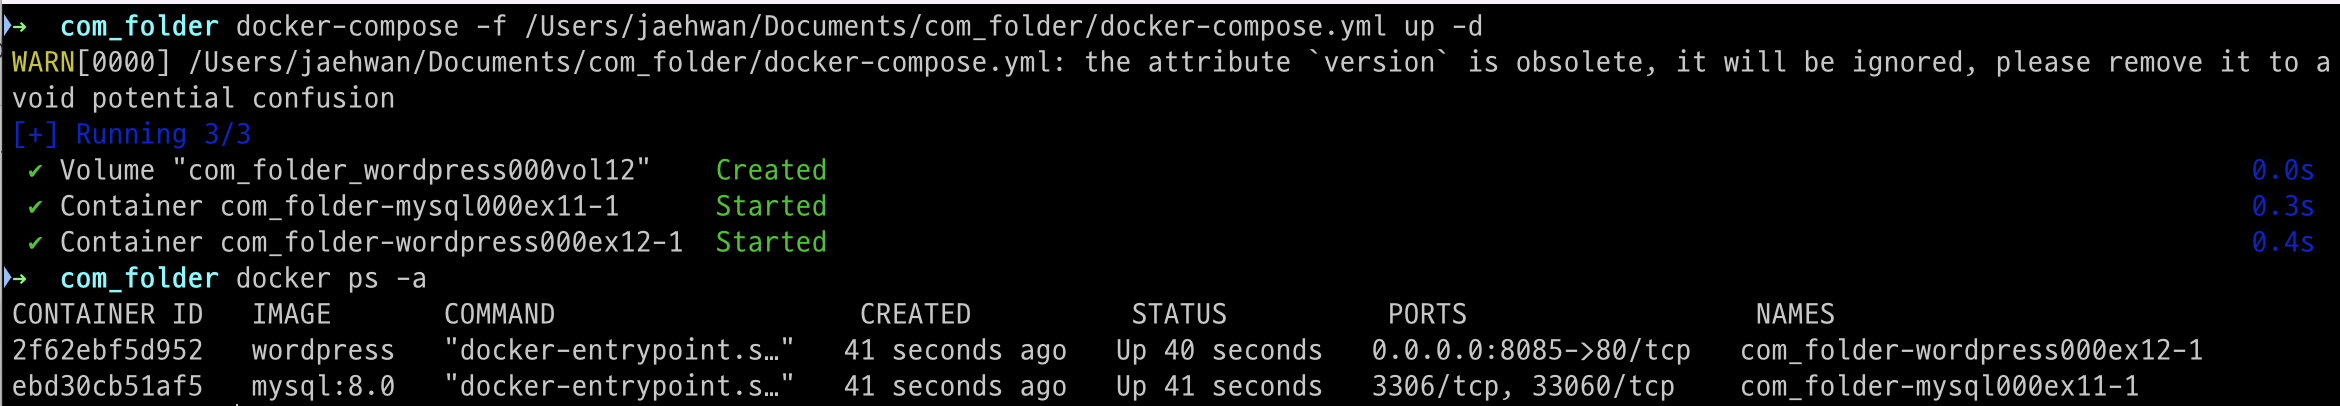 → com_folder docker-compose -f /Users/jaehwan/Documents/com_folder/docker-compose.yml up -d
WARN[0000] /Users/jaehwan/Documents/com_folder/docker-compose.yml: the attribute `version` is obsolete, it will be ignored, please remove it to a
void potential confusion
[+] Running 3/3
✔ Volume "com_folder_wordpress000vol12" Created 0.0s
✔ Container com_folder-mysql000ex11-1 Started 0.3s
✔ Container com_folder-wordpress000ex12-1 Started 0.4s
→ com_folder docker ps -a
CONTAINER ID IMAGE COMMAND CREATED STATUS PORTS NAMES
2f62ebf5d952 wordpress "docker-entrypoint.s…" 41 seconds ago Up 40 seconds 0.0.0.0:8085->80/tcp com_folder-wordpress000ex12-1
ebd30cb51af5 mysql:8.0 "docker-entrypoint.s…" 41 seconds ago Up 41 seconds 3306/tcp, 33060/tcp com_folder-mysql000ex11-1